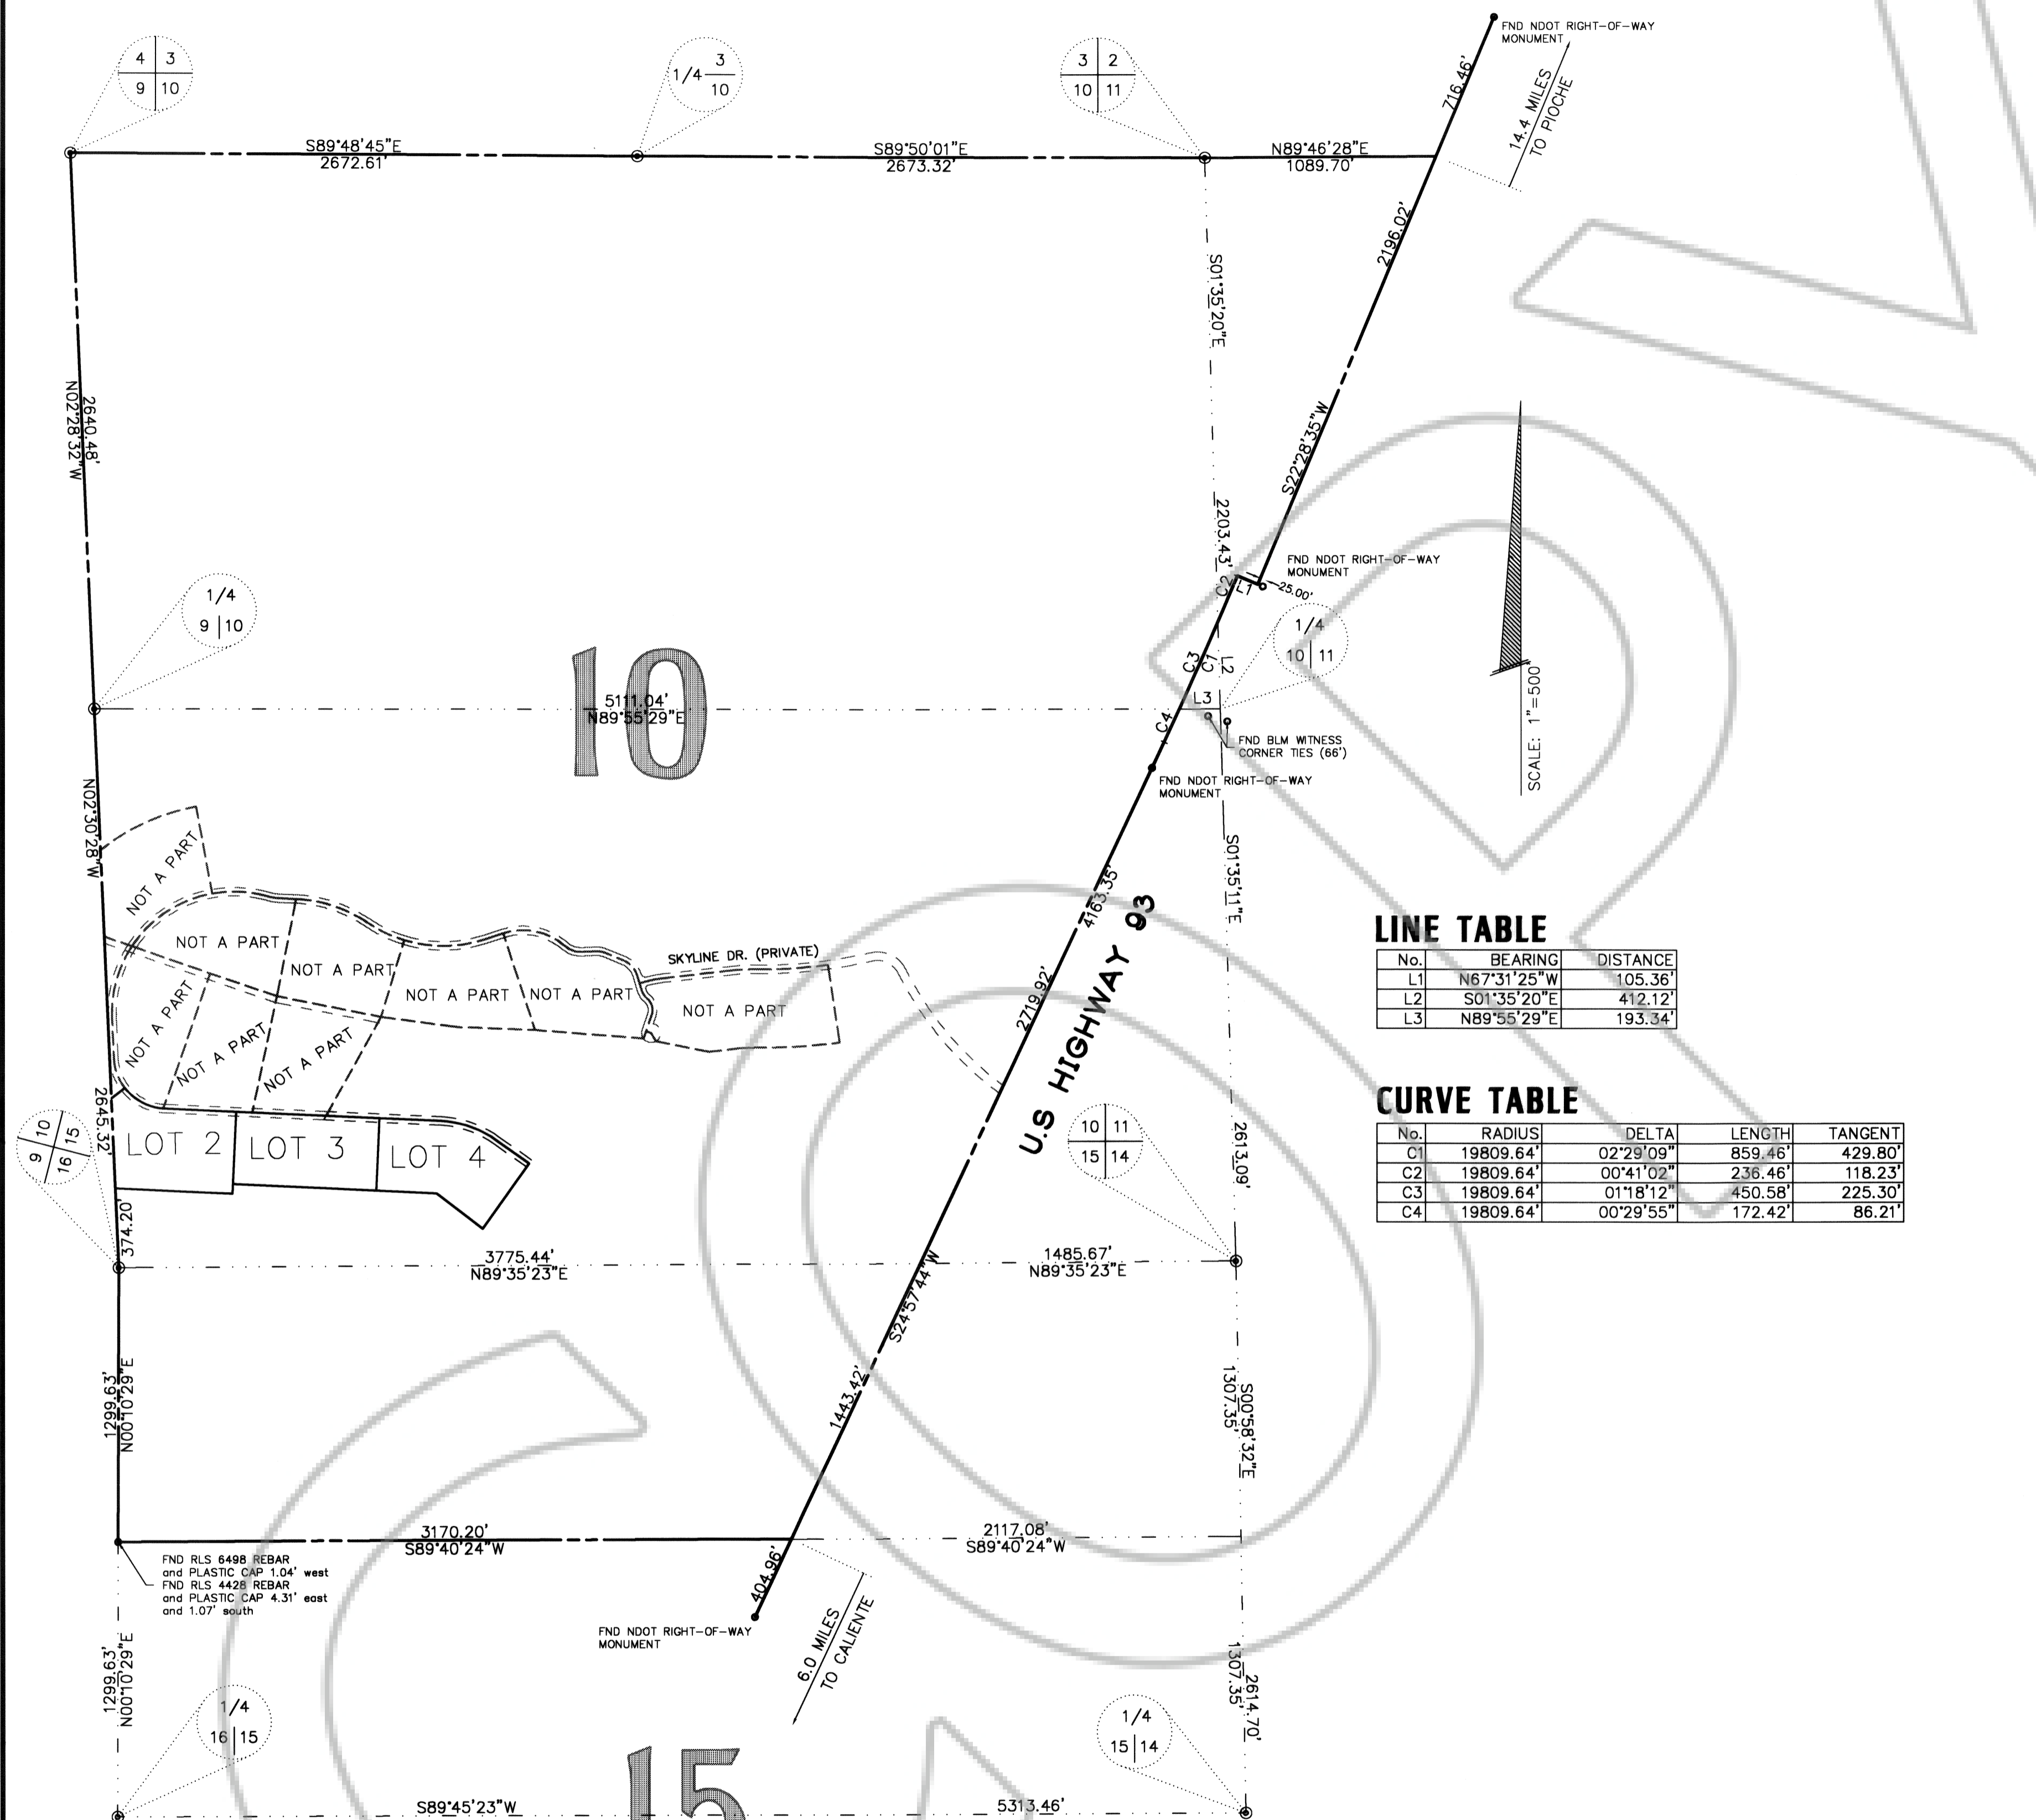 FND NDOT RIGHT-OF-WAY
MONUMENT
716.46'
14.4 MILES
TO PIOCHE
4 3
9 10
1/4 3
10
3 2
10 11
S89°48'45"E
2672.61'
S89°50'01"E
2673.32'
N89°46'28"E
1089.70'
2196.02'
S01°35'20"E
S22°28'35"W
2640.48'
N02°28'32"W
2203.43'
FND NDOT RIGHT-OF-WAY
MONUMENT
C2
L1
25.00'
1/4
9 10
1/4
10 11
C3
C1
L2
L3
C4
5111.04'
N89°55'29"E
10
FND BLM WITNESS
CORNER TIES (66')
FND NDOT RIGHT-OF-WAY
MONUMENT
SCALE: 1"=500'
N02°30'28"W
S01°35'11"E
4163.35'
U.S HIGHWAY 93
NOT A PART
NOT A PART
NOT A PART
NOT A PART
NOT A PART
SKYLINE DR. (PRIVATE)
NOT A PART
NOT A PART
NOT A PART
NOT A PART
2719.92'
LINE TABLE
No. BEARING DISTANCE
L1 N67°31'25"W 105.36'
L2 S01°35'20"E 412.12'
L3 N89°55'29"E 193.34'
CURVE TABLE
No. RADIUS DELTA LENGTH TANGENT
C1 19809.64' 02°29'09" 859.46' 429.80'
C2 19809.64' 00°41'02" 236.46' 118.23'
C3 19809.64' 01°18'12" 450.58' 225.30'
C4 19809.64' 00°29'55" 172.42' 86.21'
2645.32'
10 15
9 16
LOT 2
LOT 3
LOT 4
10 11
15 14
2613.09'
374.20'
3775.44'
N89°35'23"E
1485.67'
N89°35'23"E
S24°57'44"W
1299.63'
N00°10'29"E
1443.42'
S00°58'32"E
1307.35'
3170.20'
S89°40'24"W
2117.08'
S89°40'24"W
FND RLS 6498 REBAR
and PLASTIC CAP 1.04' west
FND RLS 4428 REBAR
and PLASTIC CAP 4.31' east
and 1.07' south
404.96'
FND NDOT RIGHT-OF-WAY
MONUMENT
6.0 MILES
TO CALIENTE
1299.63'
N00°10'29"E
1307.35'
2614.70'
1/4
16 15
1/4
15 14
15
S89°45'23"W
5313.46'